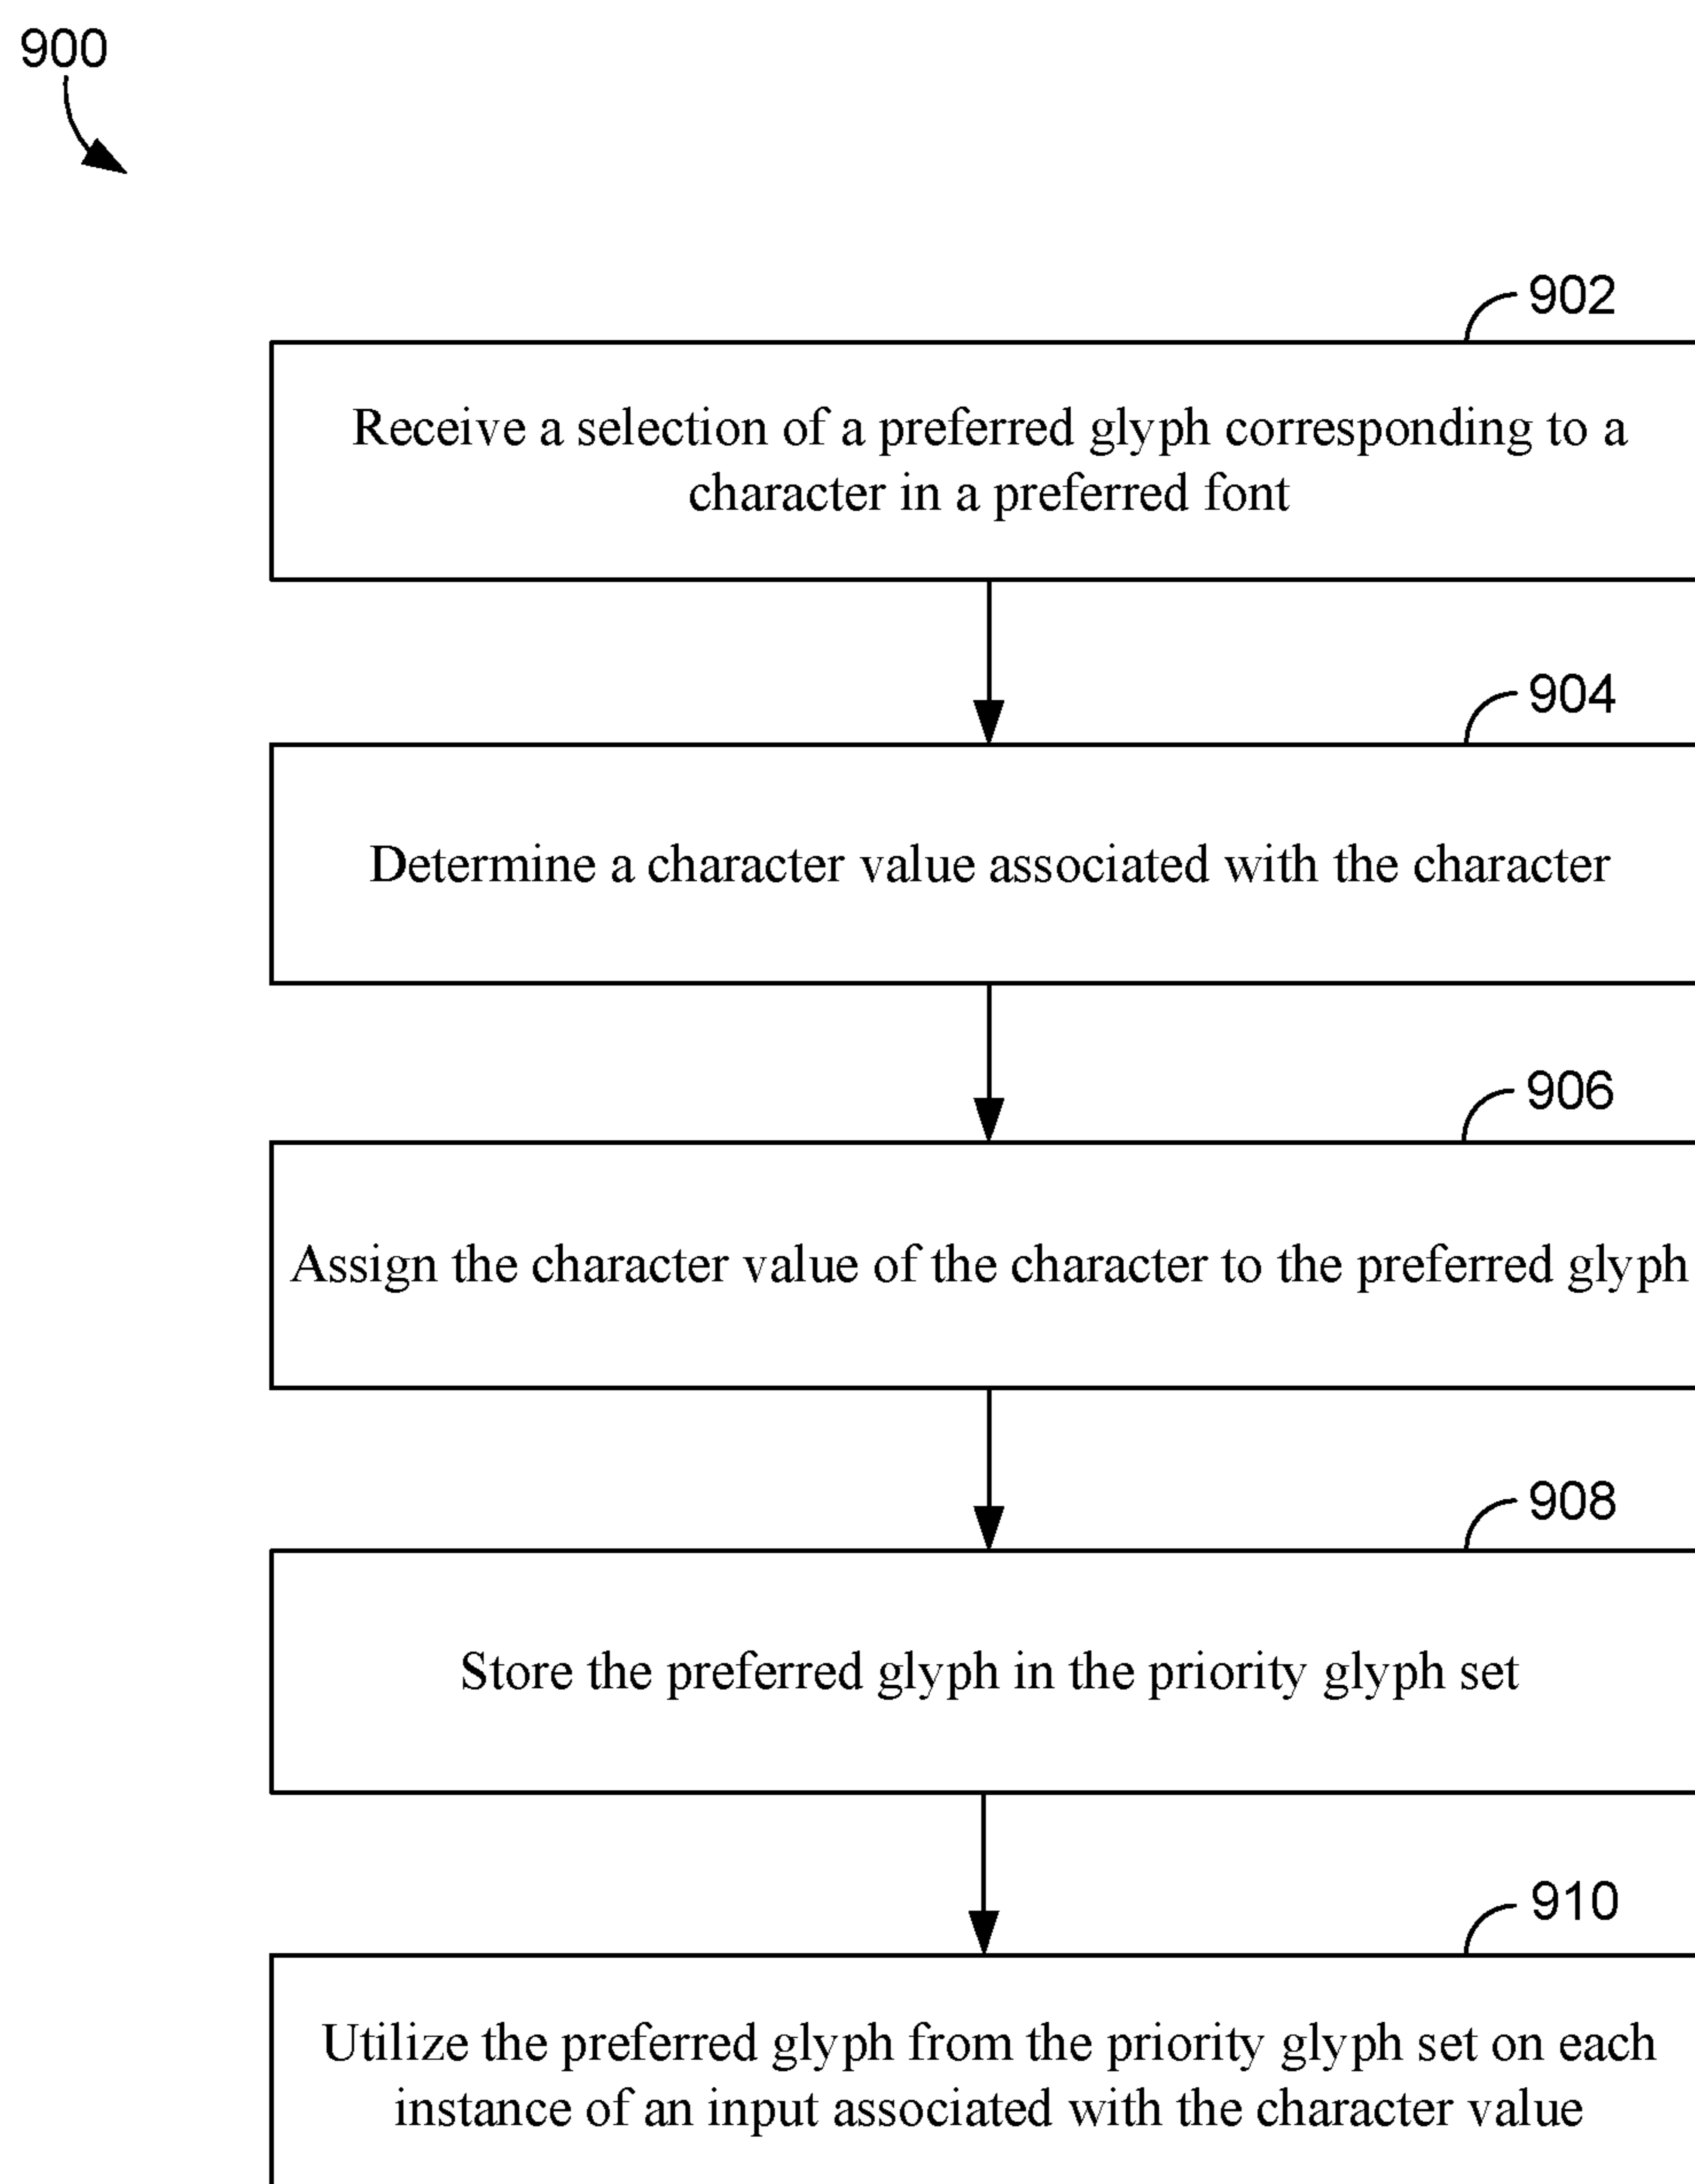 900
902
Receive a selection of a preferred glyph corresponding to a
character in a preferred font
904
Determine a character value associated with the character
906
Assign the character value of the character to the preferred glyph
908
Store the preferred glyph in the priority glyph set
910
Utilize the preferred glyph from the priority glyph set on each
instance of an input associated with the character value